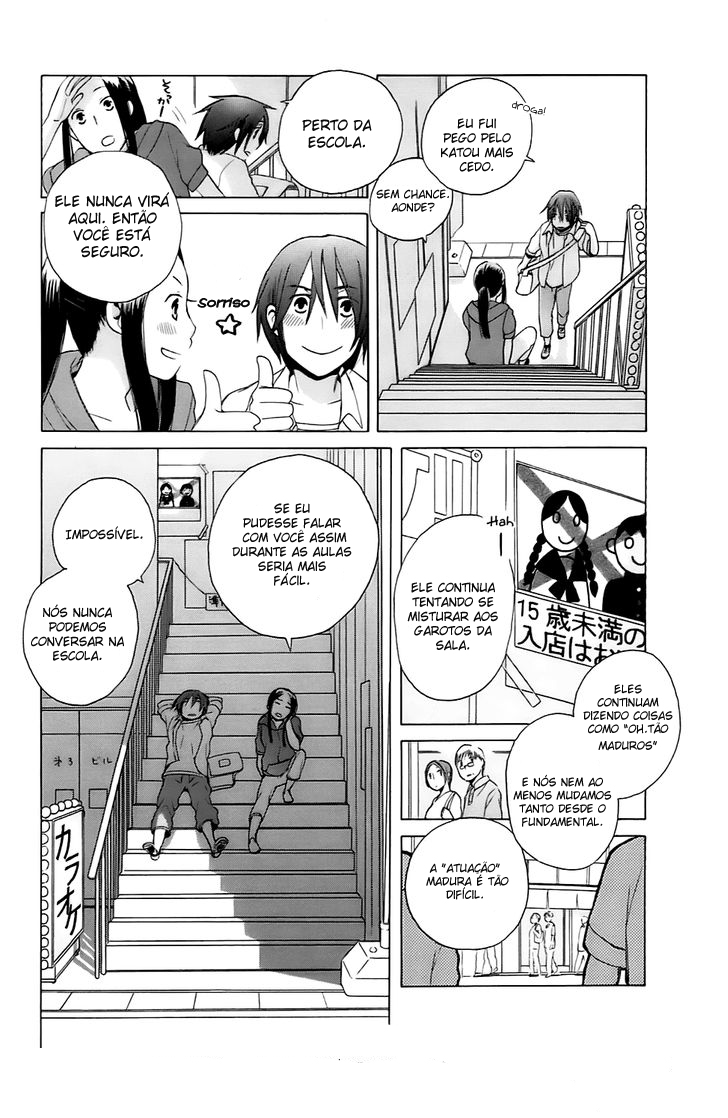 droga!
EU FUI
PEGO PELO
KATOU MAIS
CEDO.
SEM CHANCE.
AONDE?
PERTO DA
ESCOLA.
ELE NUNCA VIRÁ
AQUI. ENTÃO
VOCÊ ESTÁ
SEGURO.
Sorriso
SE EU
PUDESSE FALAR
COM VOCÊ ASSIM
DURANTE AS AULAS
SERIA MAIS
FÁCIL.
IMPOSSÍVEL.
NÓS NUNCA
PODEMOS
CONVERSAR NA
ESCOLA.
ビル
カラオケ
Hah
ELE CONTINUA
TENTANDO SE
MISTURAR AOS
GAROTOS DA
SALA.
15歳未満の
入店はお
ELES
CONTINUAM
DIZENDO COISAS
COMO "OH.TÃO
MADUROS"
E NÓS NEM AO
MENOS MUDAMOS
TANTO DESDE O
FUNDAMENTAL.
A "ATUAÇÃO"
MADURA É TÃO
DIFÍCIL.